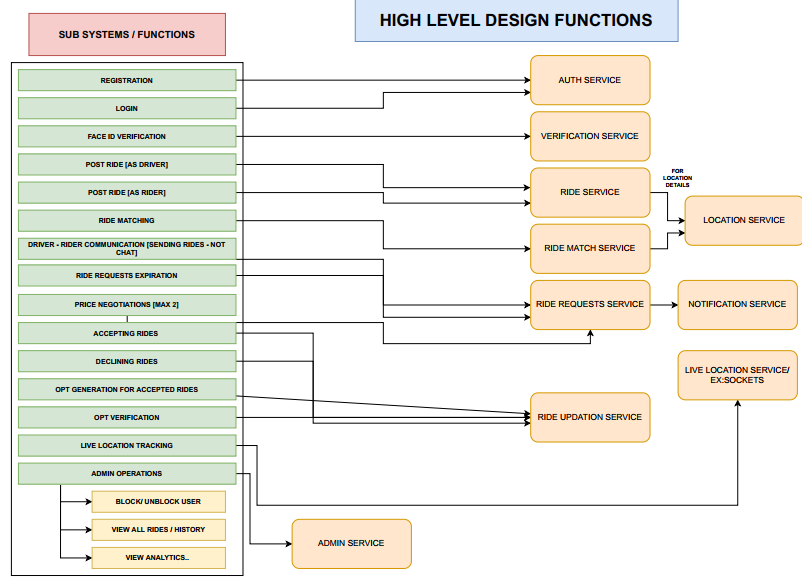 HIGH LEVEL DESIGN FUNCTIONS
SUB SYSTEMS / FUNCTIONS
REGISTRATION
LOGIN
FACE ID VERIFICATION
POST RIDE [AS DRIVER]
POST RIDE [AS RIDER]
RIDE MATCHING
DRIVER - RIDER COMMUNICATION [SENDING RIDES - NOT
CHAT]
RIDE REQUESTS EXPIRATION
PRICE NEGOTIATIONS [MAX 2]
ACCEPTING RIDES
DECLINING RIDES
OPT GENERATION FOR ACCEPTED RIDES
OPT VERIFICATION
LIVE LOCATION TRACKING
ADMIN OPERATIONS
BLOCK/ UNBLOCK USER
VIEW ALL RIDES / HISTORY
VIEW ANALYTICS..
AUTH SERVICE
VERIFICATION SERVICE
RIDE SERVICE
RIDE MATCH SERVICE
RIDE REQUESTS SERVICE
RIDE UPDATION SERVICE
ADMIN SERVICE
FOR
LOCATION
DETAILS
LOCATION SERVICE
NOTIFICATION SERVICE
LIVE LOCATION SERVICE/
EX:SOCKETS